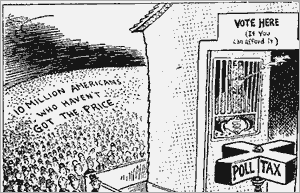 10 MILLION AMERICANS
WHO HAVEN'T
GOT THE PRICE
VOTE HERE
(If You
Can afford it)
POLL TAX